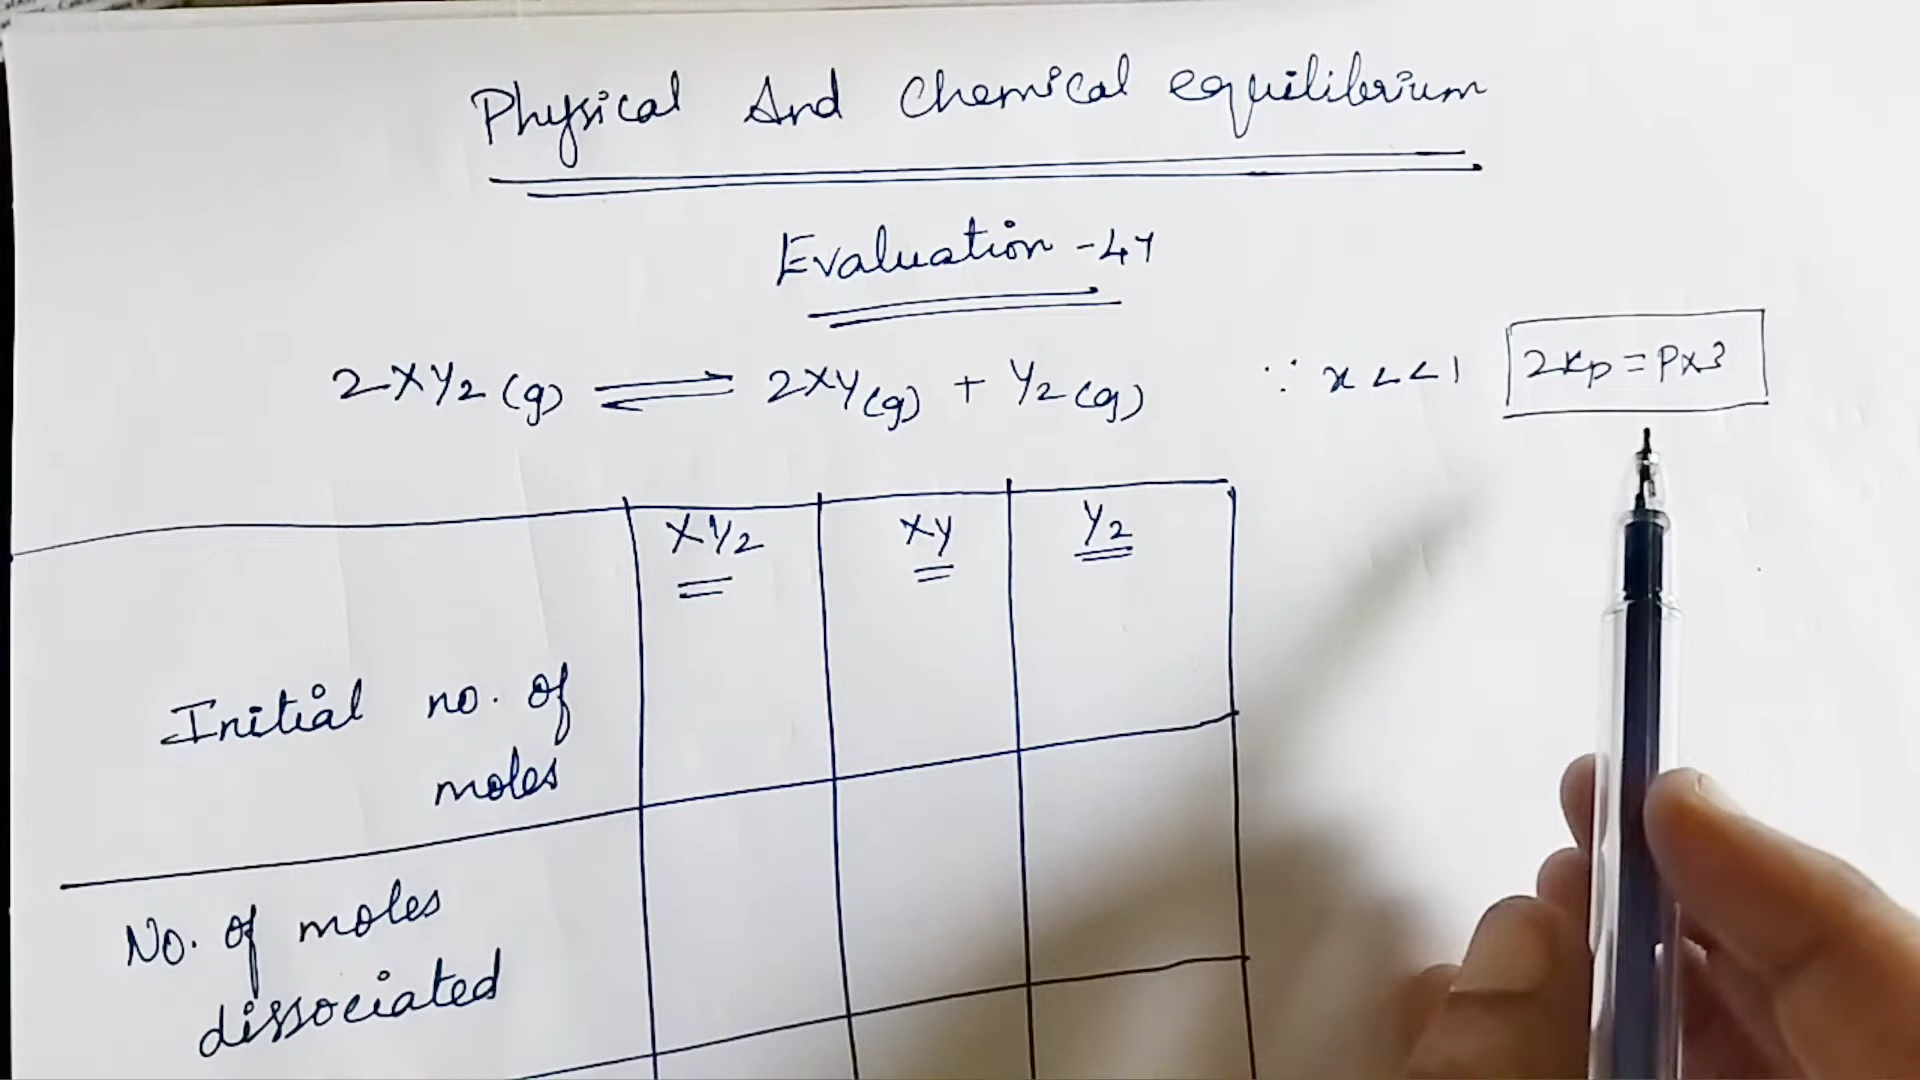 Physical And Chemical equilibrium
Evaluation - 47
2XY2(g) ⇌ 2XY(g) + Y2(g) ∵ x << 1 2Kp = Px3
XY2 XY Y2
Initial no. of
moles
No. of moles
dissociated